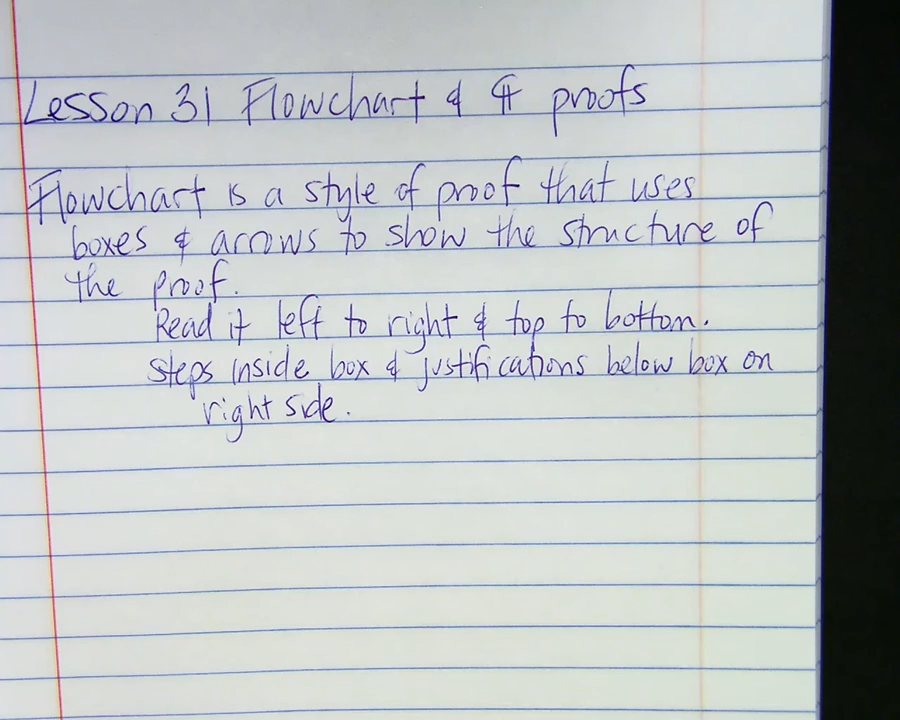 Lesson 31 Flowchart & ¶ proofs
Flowchart is a style of proof that uses
boxes & arrows to show the structure of
the proof.
Read it left to right & top to bottom.
Steps inside box & justifications below box on
right side.